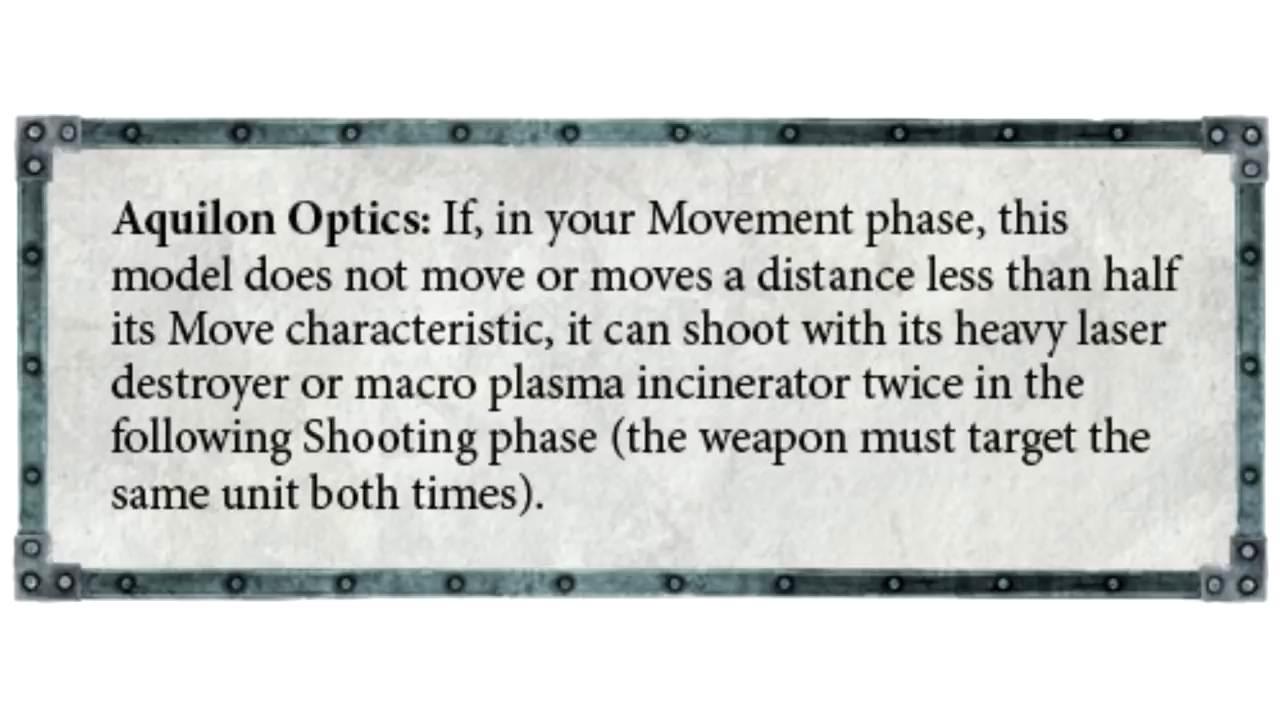 Aquilon Optics: If, in your Movement phase, this
model does not move or moves a distance less than half
its Move characteristic, it can shoot with its heavy laser
destroyer or macro plasma incinerator twice in the
following Shooting phase (the weapon must target the
same unit both times).